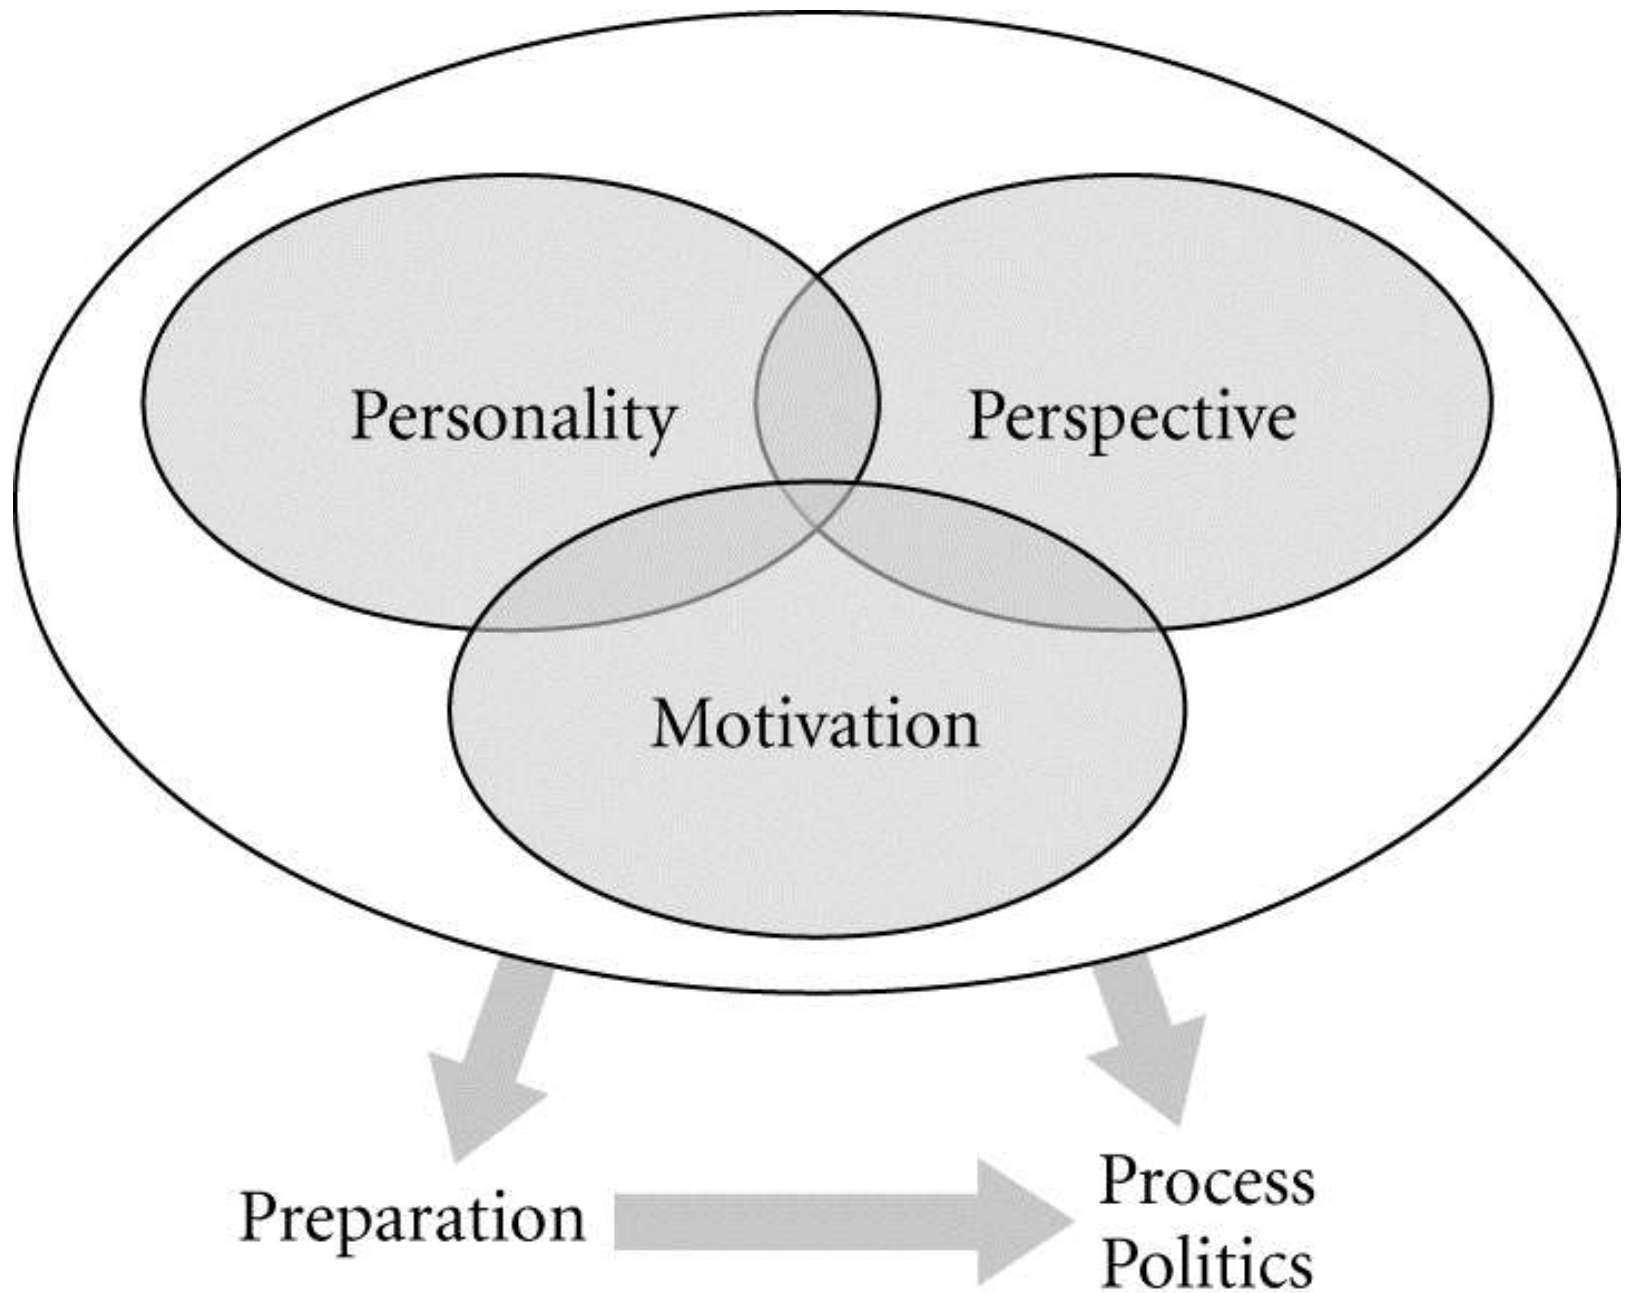 Personality
Perspective
Motivation
Preparation
Process
Politics